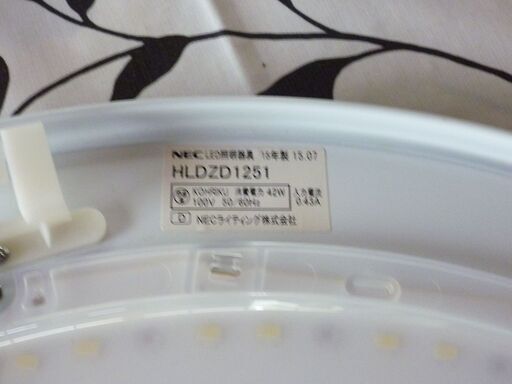 NEC LED照明器具 15年製 15.07
HLDZD1251
KOHRIKU 消費電力 42W 入力電流
100V 50/60Hz 0.43A
D NECライティング株式会社